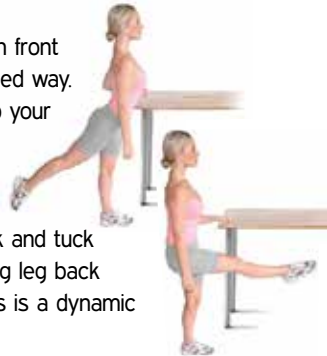 n front
ed way.
your
and tuck
g leg back
s is a dynamic